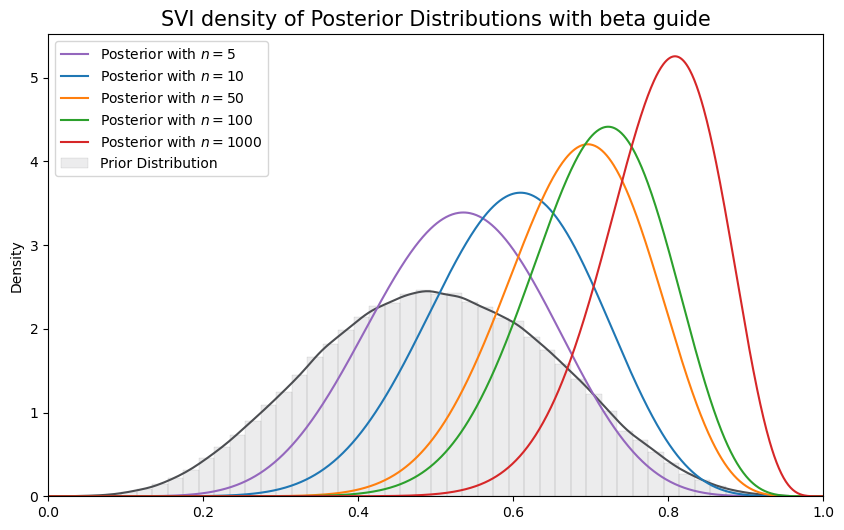 SVI density of Posterior Distributions with beta guide
Posterior with n = 5
Posterior with n = 10
Posterior with n = 50
Posterior with n = 100
Posterior with n = 1000
Prior Distribution
Density
5
4
3
2
1
0
0.0 0.2 0.4 0.6 0.8 1.0